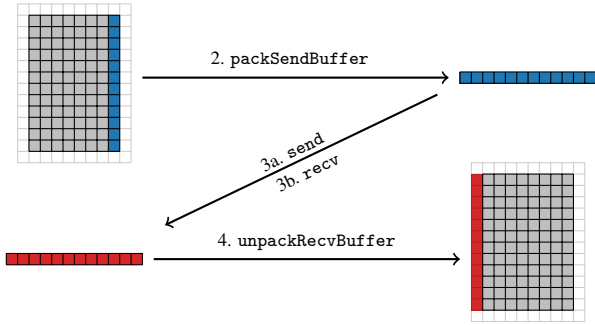 2. packSendBuffer
3a. send
3b. recv
4. unpackRecvBuffer